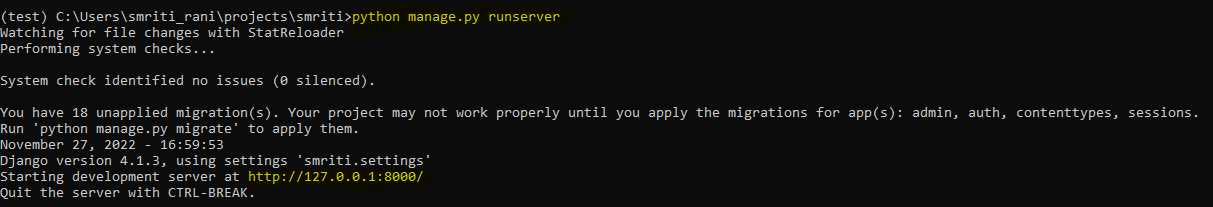 (test) C:\Users\smriti_rani\projects\smriti>python manage.py runserver
Watching for file changes with StatReloader
Performing system checks...
System check identified no issues (0 silenced).
You have 18 unapplied migration(s). Your project may not work properly until you apply the migrations for app(s): admin, auth, contenttypes, sessions.
Run 'python manage.py migrate' to apply them.
November 27, 2022 - 16:59:53
Django version 4.1.3, using settings 'smriti.settings'
Starting development server at http://127.0.0.1:8000/
Quit the server with CTRL-BREAK.